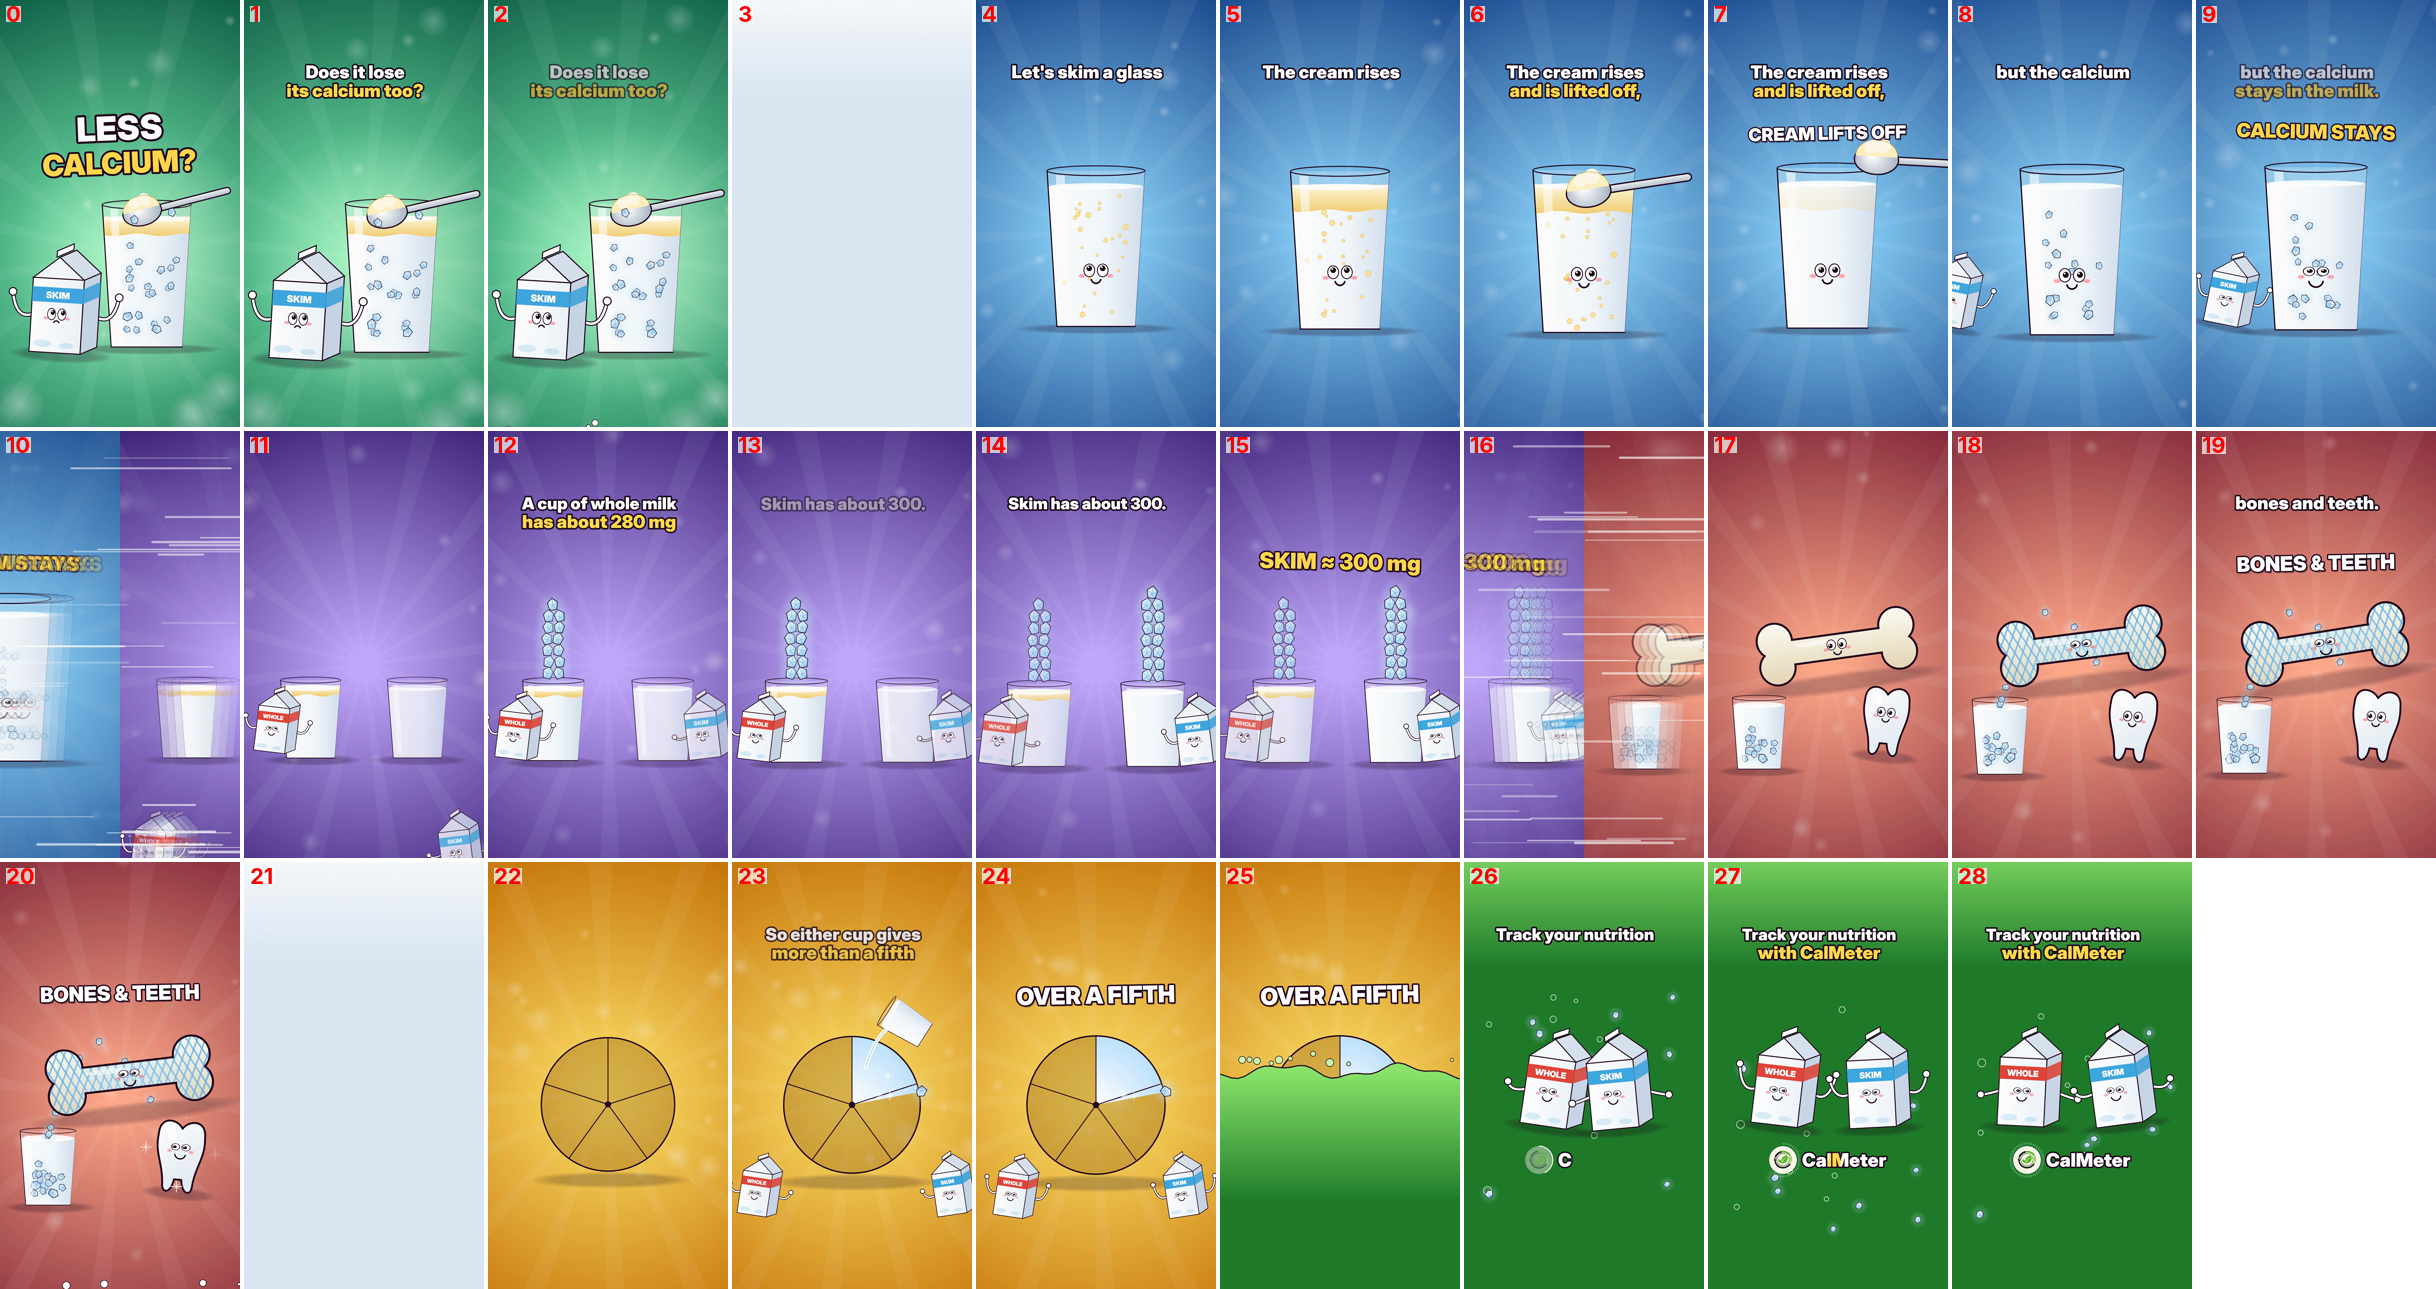 0
LESS
CALCIUM?
SKIM
1
Does it lose
its calcium too?
SKIM
2
Does it lose
its calcium too?
SKIM
3
4
Let's skim a glass
5
The cream rises
6
The cream rises
and is lifted off,
7
The cream rises
and is lifted off,
CREAM LIFTS OFF
8
but the calcium
9
but the calcium
stays in the milk.
CALCIUM STAYS
SKIM
10
M STAYS
WHOLE
11
WHOLE
SKIM
12
A cup of whole milk
has about 280 mg
WHOLE
SKIM
13
Skim has about 300.
WHOLE
SKIM
14
Skim has about 300.
WHOLE
SKIM
15
SKIM ≈ 300 mg
WHOLE
SKIM
16
300 mg
SKIM
17
18
19
bones and teeth.
BONES & TEETH
20
BONES & TEETH
21
22
23
So either cup gives
more than a fifth
WHOLE
SKIM
24
OVER A FIFTH
WHOLE
SKIM
25
OVER A FIFTH
26
Track your nutrition
WHOLE
SKIM
C
27
Track your nutrition
with CalMeter
WHOLE
SKIM
CalMeter
28
Track your nutrition
with CalMeter
WHOLE
SKIM
CalMeter